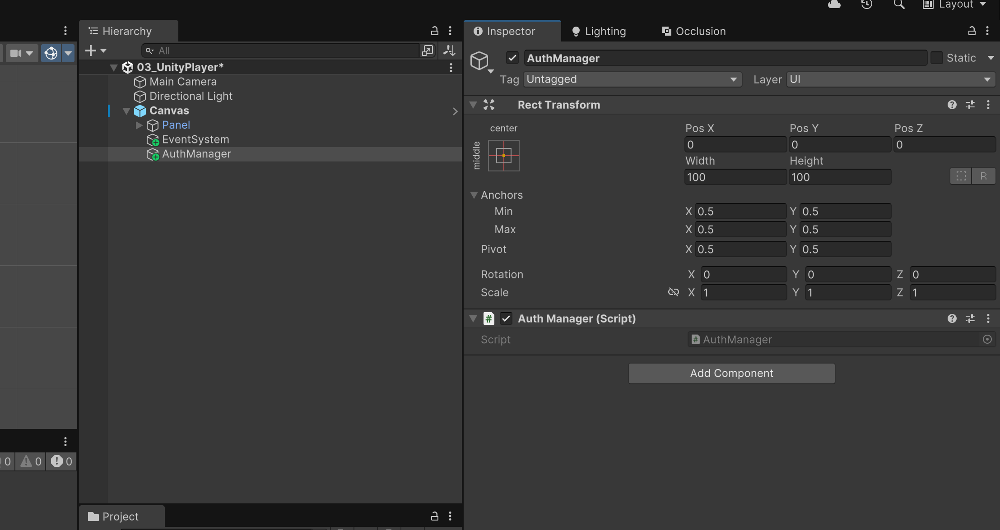 Layout
Hierarchy
Inspector
Lighting
Occlusion
All
AuthManager
Static
03_UnityPlayer*
Tag
Untagged
Layer
UI
Main Camera
Directional Light
Canvas
Panel
EventSystem
AuthManager
Rect Transform
center
middle
Pos X
Pos Y
Pos Z
0
0
0
Width
Height
100
100
R
Anchors
Min
X 0.5
Y 0.5
Max
X 0.5
Y 0.5
Pivot
X 0.5
Y 0.5
Rotation
X 0
Y 0
Z 0
Scale
X 1
Y 1
Z 1
# Auth Manager (Script)
Script
# AuthManager
Add Component
0
0
0
Project